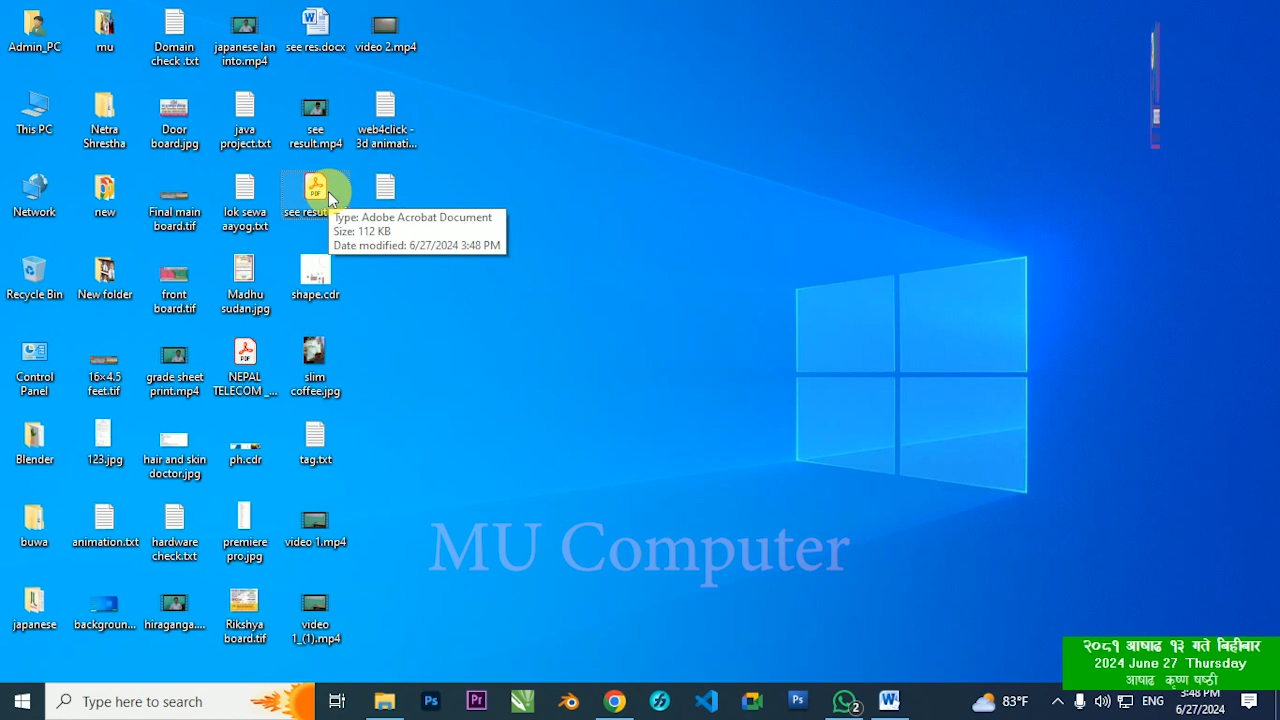 Admin_PC
mu
Domain
check .txt
japanese lan
into.mp4
see res.docx
video 2.mp4
This PC
Netra
Shrestha
Door
board.jpg
java
project.txt
see
result.mp4
web4click -
3d animati...
Network
new
Final main
board.tif
lok sewa
aayog.txt
Type: Adobe Acrobat Document
Size: 112 KB
Date modified: 6/27/2024 3:48 PM
Recycle Bin
New folder
front
board.tif
Madhu
sudan.jpg
shape.cdr
Control
Panel
16×4.5
feet.tif
grade sheet
print.mp4
NEPAL
TELECOM _...
slim
coffee.jpg
Blender
123.jpg
hair and skin
doctor.jpg
ph.cdr
tag.txt
buwa
animation.txt
hardware
check.txt
premiere
pro.jpg
video 1.mp4
MU Computer
japanese
backgroun...
hiraganga....
Rikshya
board.tif
video
1_(1).mp4
२०८१ आषाढ १३ गते बिहीबार
2024 June 27 Thursday
आषाढ कृष्ण षष्ठी
Type here to search
83°F
ENG
3:48 PM
6/27/2024